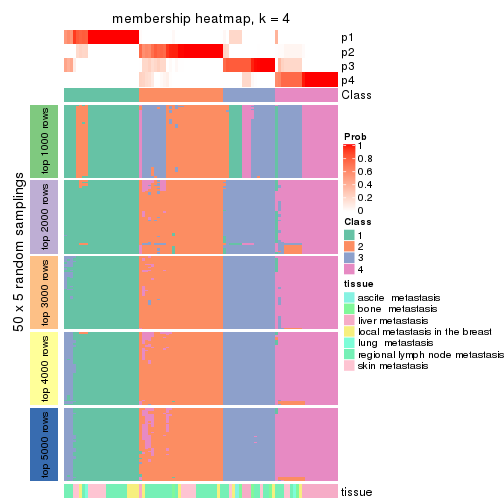 membership heatmap, k = 4
p1
p2
p3
p4
Class
50 x 5 random samplings
top 1000 rows
top 2000 rows
top 3000 rows
top 4000 rows
top 5000 rows
tissue
Prob
1
0.8
0.6
0.4
0.2
0
Class
1
2
3
4
tissue
ascite metastasis
bone metastasis
liver metastasis
local metastasis in the breast
lung metastasis
regional lymph node metastasis
skin metastasis